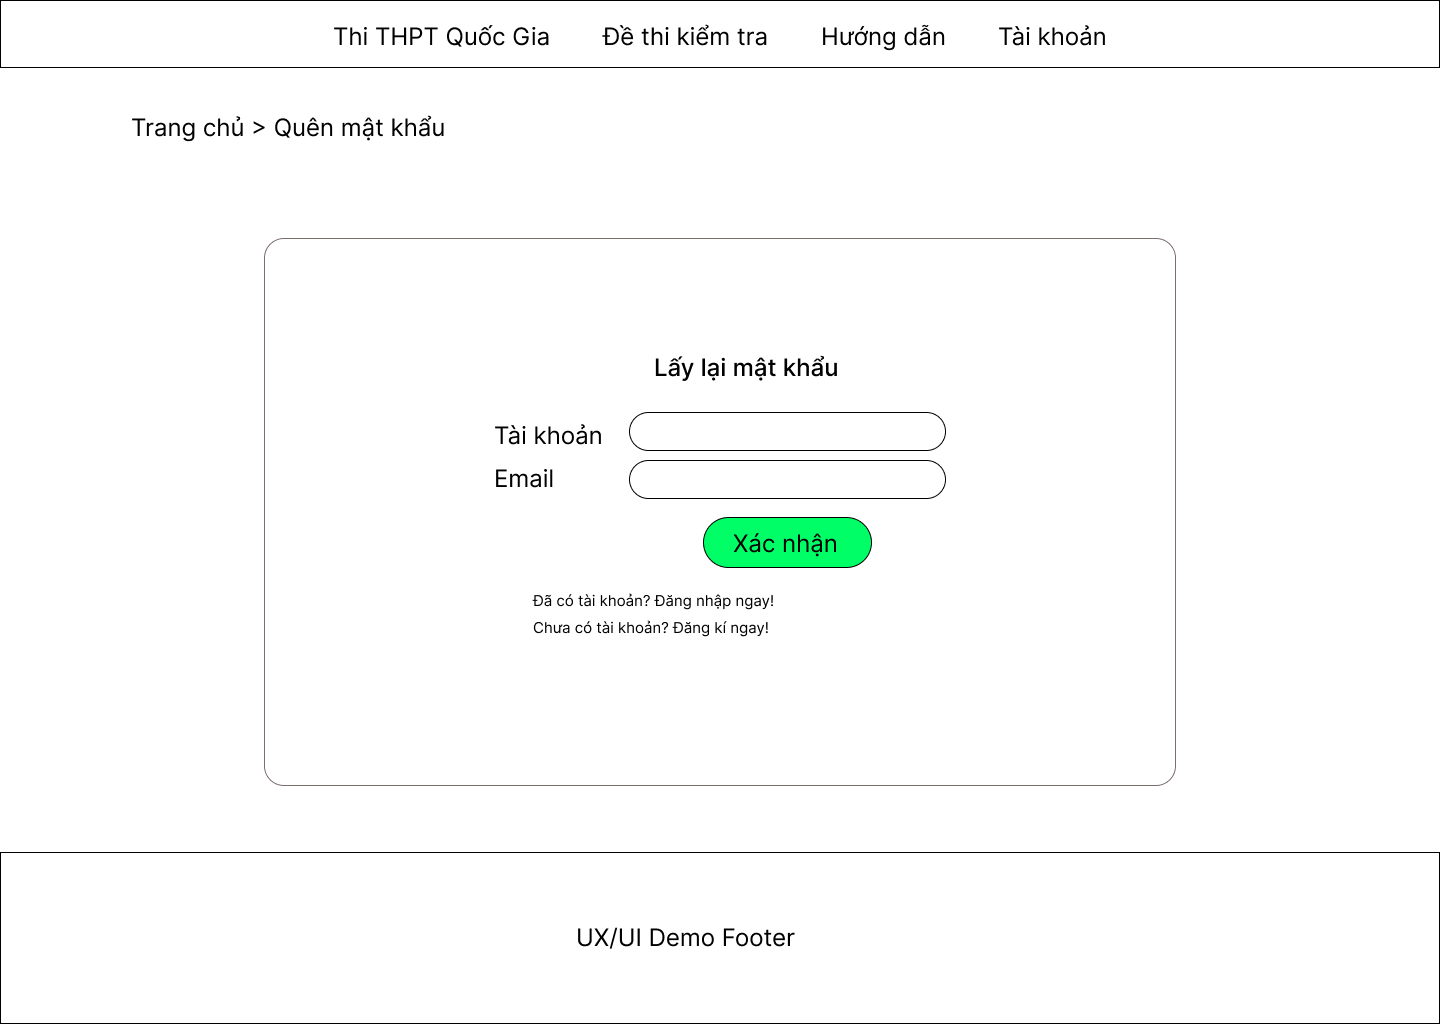 Thi THPT Quốc Gia Đề thi kiểm tra Hướng dẫn Tài khoản
Trang chủ > Quên mật khẩu
Lấy lại mật khẩu
Tài khoản
Email
Xác nhận
Đã có tài khoản? Đăng nhập ngay!
Chưa có tài khoản? Đăng kí ngay!
UX/UI Demo Footer